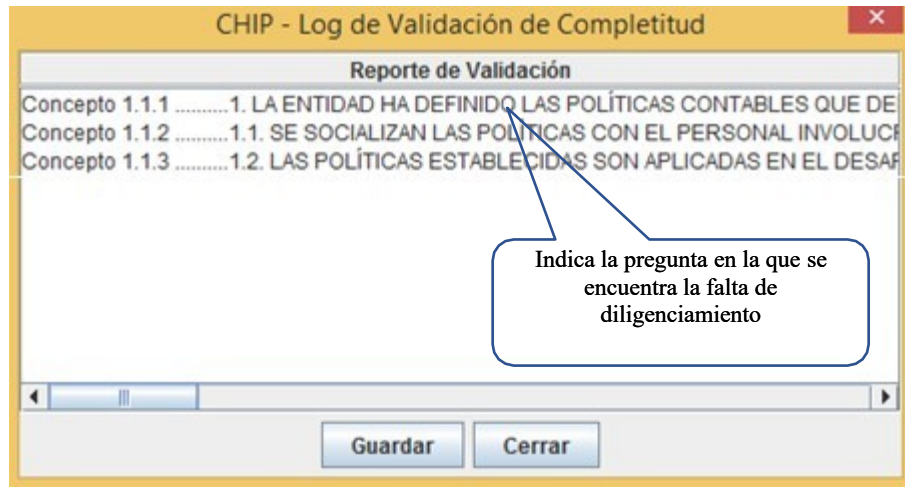 CHIP - Log de Validación de Completitud
Reporte de Validación
Concepto 1.1.1 ..........1. LA ENTIDAD HA DEFINIDO LAS POLÍTICAS CONTABLES QUE DE
Concepto 1.1.2 ..........1.1. SE SOCIALIZAN LAS POLÍTICAS CON EL PERSONAL INVOLUCR
Concepto 1.1.3 ..........1.2. LAS POLÍTICAS ESTABLECIDAS SON APLICADAS EN EL DESAR
Indica la pregunta en la que se
encuentra la falta de
diligenciamiento
Guardar Cerrar